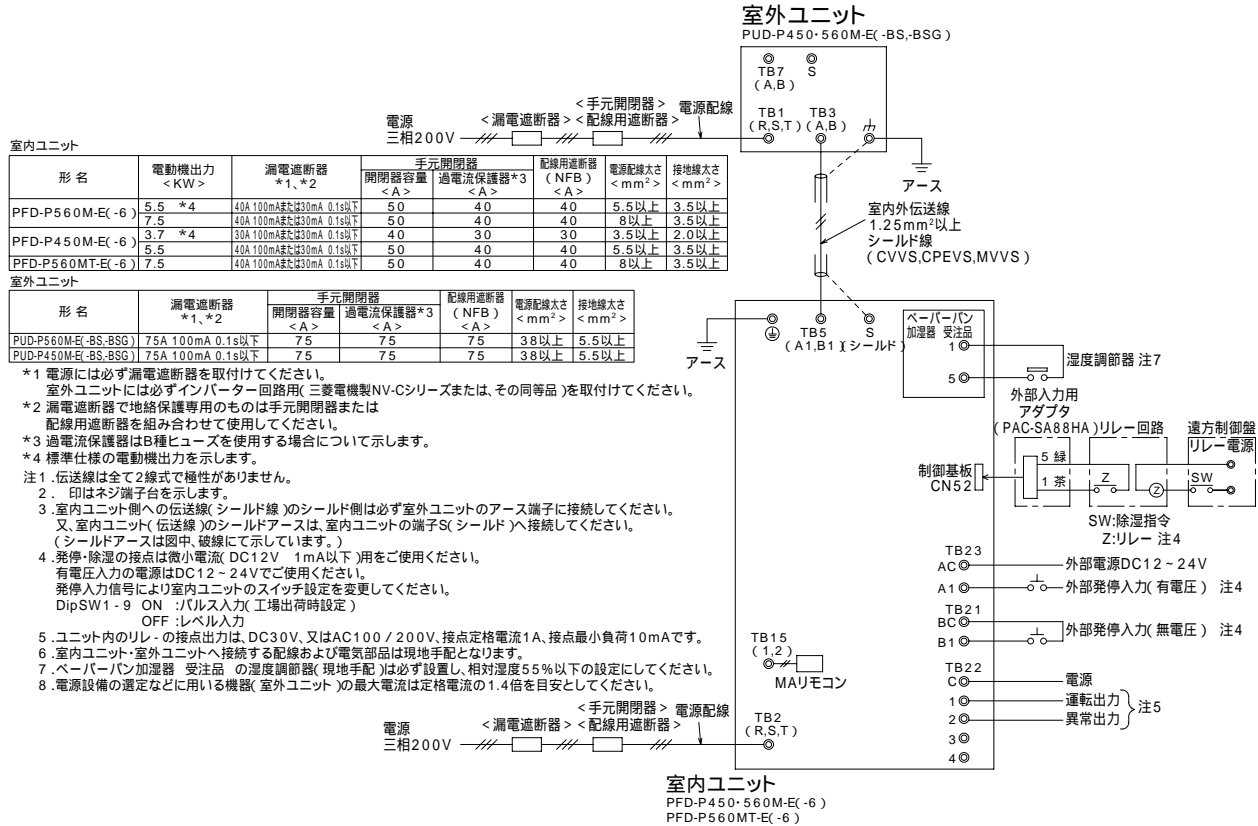 室外ユニット
PUD-P450・560M-E(-BS,-BSG)
TB7
(A,B)
S
TB1
(R,S,T)
TB3
(A,B)
アース
電源
三相200V
<漏電遮断器>
<手元開閉器>
<配線用遮断器>
電源配線
室内外伝送線
1.25mm²以上
シールド線
(CVVS,CPEVS,MVVS)
室内ユニット
形名 電動機出力<KW> 漏電遮断器*1、*2 手元開閉器 開閉器容量<A> 過電流保護器*3<A> 配線用遮断器(NFB)<A> 電源配線太さ<mm²> 接地線太さ<mm²>
PFD-P560M-E(-6) 5.5 *4 40A 100mAまたは30mA 0.1s以下 50 40 40 5.5以上 3.5以上
7.5 40A 100mAまたは30mA 0.1s以下 50 40 40 8以上 3.5以上
PFD-P450M-E(-6) 3.7 *4 30A 100mAまたは30mA 0.1s以下 40 30 30 3.5以上 2.0以上
5.5 40A 100mAまたは30mA 0.1s以下 50 40 40 5.5以上 3.5以上
PFD-P560MT-E(-6) 7.5 40A 100mAまたは30mA 0.1s以下 50 40 40 8以上 3.5以上
室外ユニット
形名 漏電遮断器*1、*2 手元開閉器 開閉器容量<A> 過電流保護器*3<A> 配線用遮断器(NFB)<A> 電源配線太さ<mm²> 接地線太さ<mm²>
PUD-P560M-E(-BS,-BSG) 75A 100mA 0.1s以下 75 75 75 38以上 5.5以上
PUD-P450M-E(-BS,-BSG) 75A 100mA 0.1s以下 75 75 75 38以上 5.5以上
*1 電源には必ず漏電遮断器を取付けてください。
室外ユニットには必ずインバーター回路用(三菱電機製NV-Cシリーズまたは、その同等品)を取付けてください。
*2 漏電遮断器で地絡保護専用のものは手元開閉器または
配線用遮断器を組み合わせて使用してください。
*3 過電流保護器はB種ヒューズを使用する場合について示します。
*4 標準仕様の電動機出力を示します。
注1.伝送線は全て2線式で極性がありません。
2. 印はネジ端子台を示します。
3.室内ユニット側への伝送線(シールド線)のシールド側は必ず室外ユニットのアース端子に接続してください。
又、室内ユニット(伝送線)のシールドアースは、室内ユニットの端子S(シールド)へ接続してください。
(シールドアースは図中、破線にて示しています。)
4.発停・除湿の接点は微小電流(DC12V 1mA以下)用をご使用ください。
有電圧入力の電源はDC12~24Vでご使用ください。
発停入力信号により室内ユニットのスイッチ設定を変更してください。
DipSW1-9 ON :パルス入力(工場出荷時設定)
OFF :レベル入力
5.ユニット内のリレ-の接点出力は、DC30V、又はAC100/200V、接点定格電流1A、接点最小負荷10mAです。
6.室内ユニット・室外ユニットへ接続する配線および電気部品は現地手配となります。
7.ペーパーパン加湿器 受注品 の湿度調節器(現地手配)は必ず設置し、相対湿度55%以下の設定にしてください。
8.電源設備の選定などに用いる機器(室外ユニット)の最大電流は定格電流の1.4倍を目安としてください。
アース
TB5
(A1,B1)
S
(シールド)
ペーパーパン
加湿器 受注品
1
5
湿度調節器 注7
外部入力用
アダプタ
(PAC-SA88HA)
リレー回路
遠方制御盤
リレー電源
制御基板
CN52
5 緑
1 茶
Z
Z
SW
SW:除湿指令
Z:リレー 注4
TB23
AC
外部電源DC12~24V
A1
外部発停入力(有電圧) 注4
TB21
BC
B1
外部発停入力(無電圧) 注4
TB22
C
電源
1
運転出力
2
異常出力
注5
3
4
TB15
(1,2)
MAリモコン
電源
三相200V
<漏電遮断器>
<手元開閉器>
<配線用遮断器>
電源配線
TB2
(R,S,T)
室内ユニット
PFD-P450・560M-E(-6)
PFD-P560MT-E(-6)